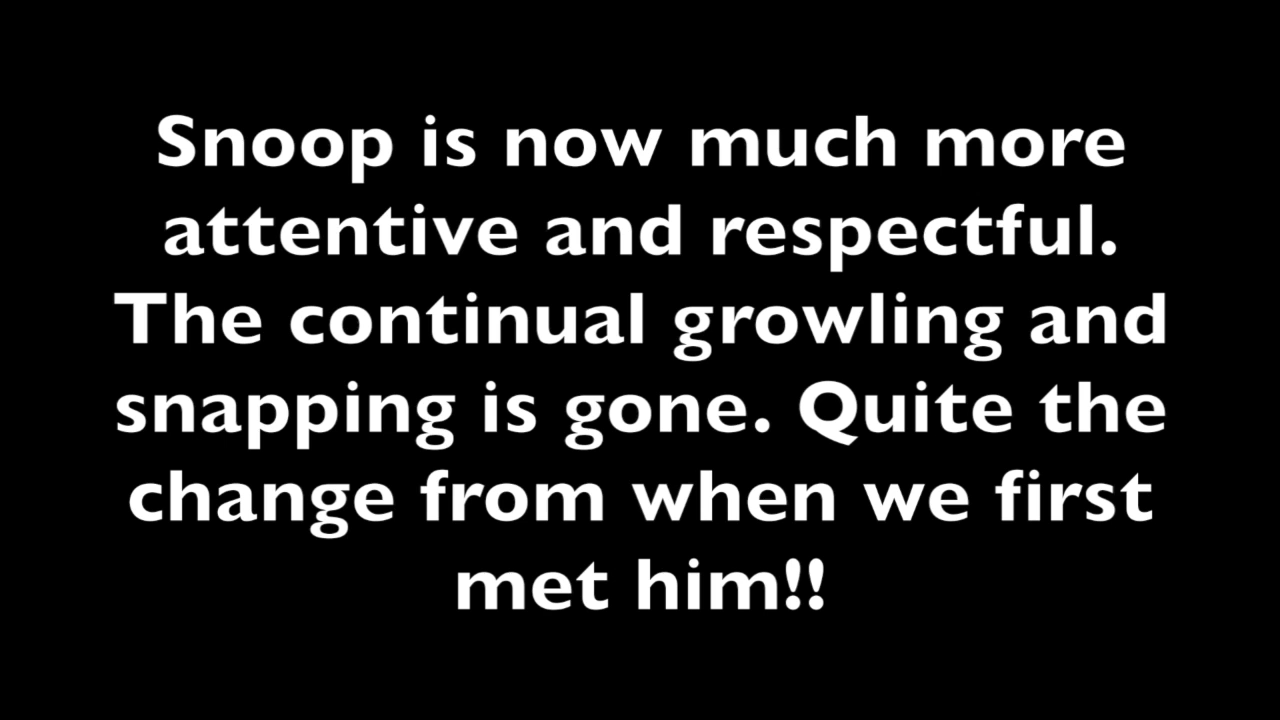 Snoop is now much more
attentive and respectful.
The continual growling and
snapping is gone. Quite the
change from when we first
met him!!